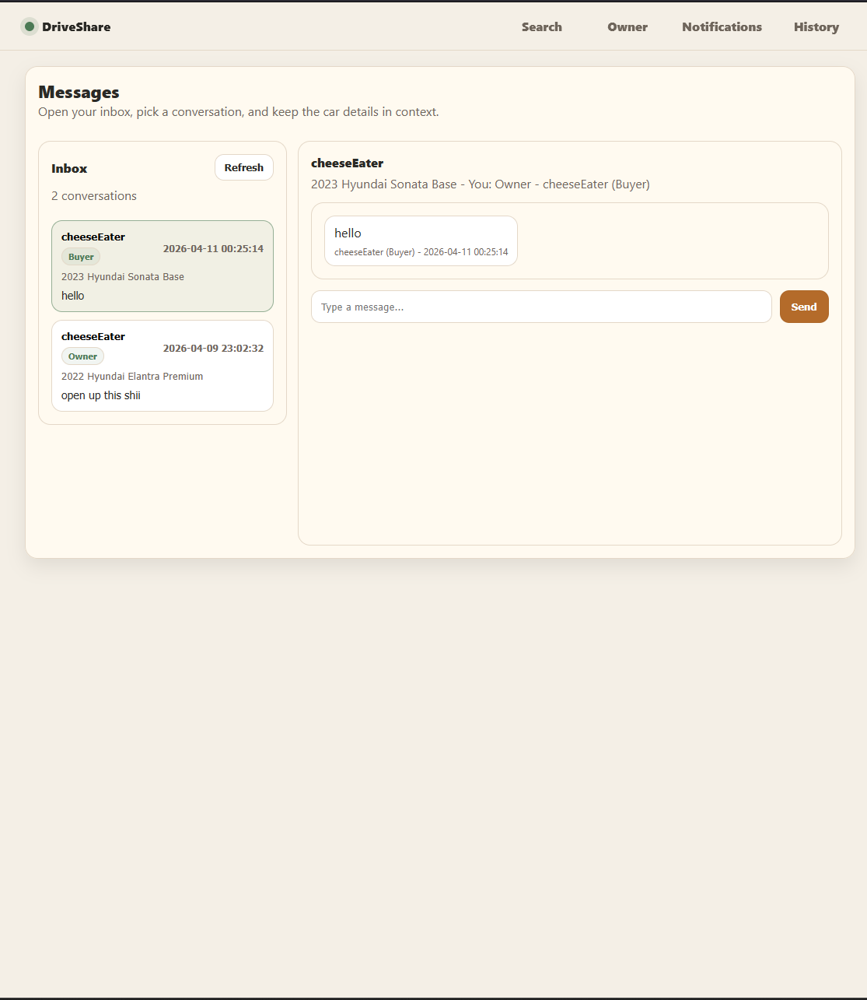 DriveShare
Search Owner Notifications History
Messages
Open your inbox, pick a conversation, and keep the car details in context.
Inbox
Refresh
2 conversations
cheeseEater
2026-04-11 00:25:14
Buyer
2023 Hyundai Sonata Base
hello
cheeseEater
2026-04-09 23:02:32
Owner
2022 Hyundai Elantra Premium
open up this shii
cheeseEater
2023 Hyundai Sonata Base - You: Owner - cheeseEater (Buyer)
hello
cheeseEater (Buyer) - 2026-04-11 00:25:14
Type a message...
Send